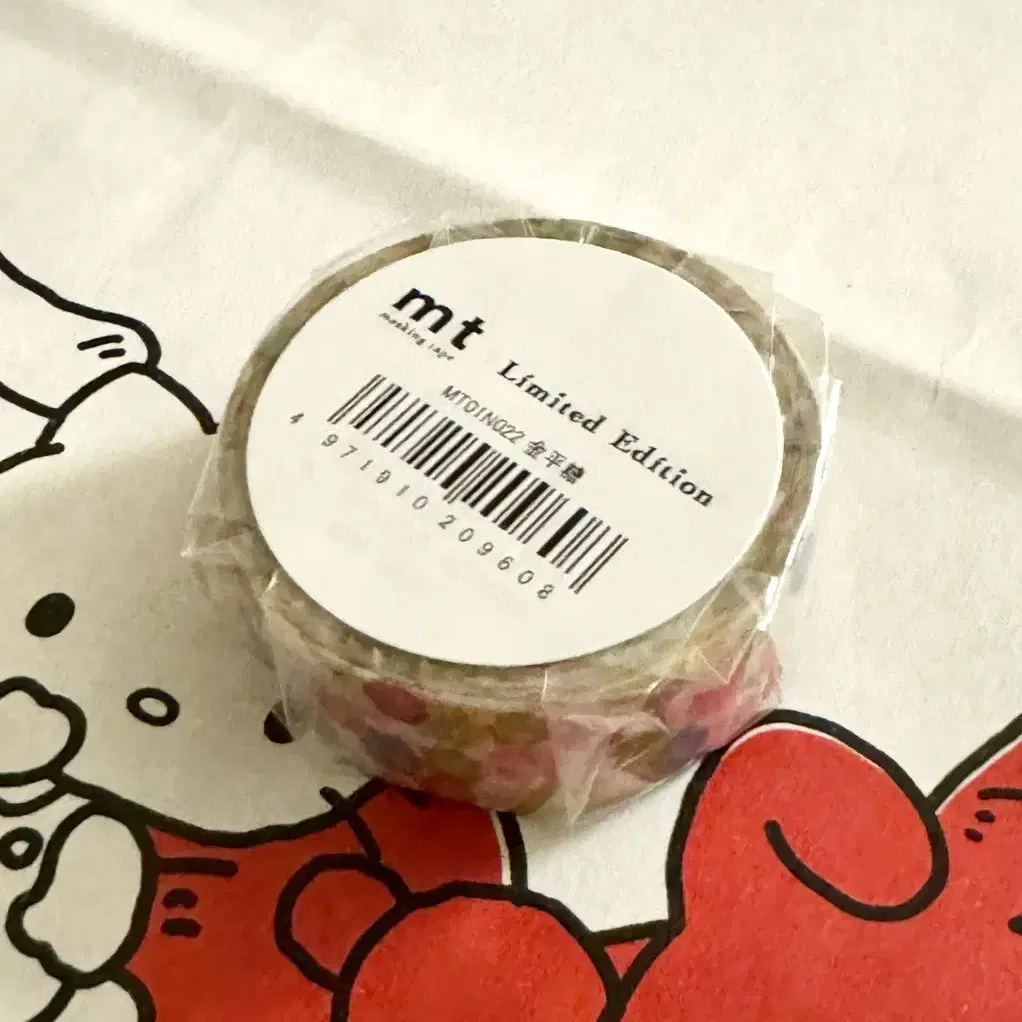 mt
masking tape
Limited Edition
MT01N022 金平糖
4 971910 209608